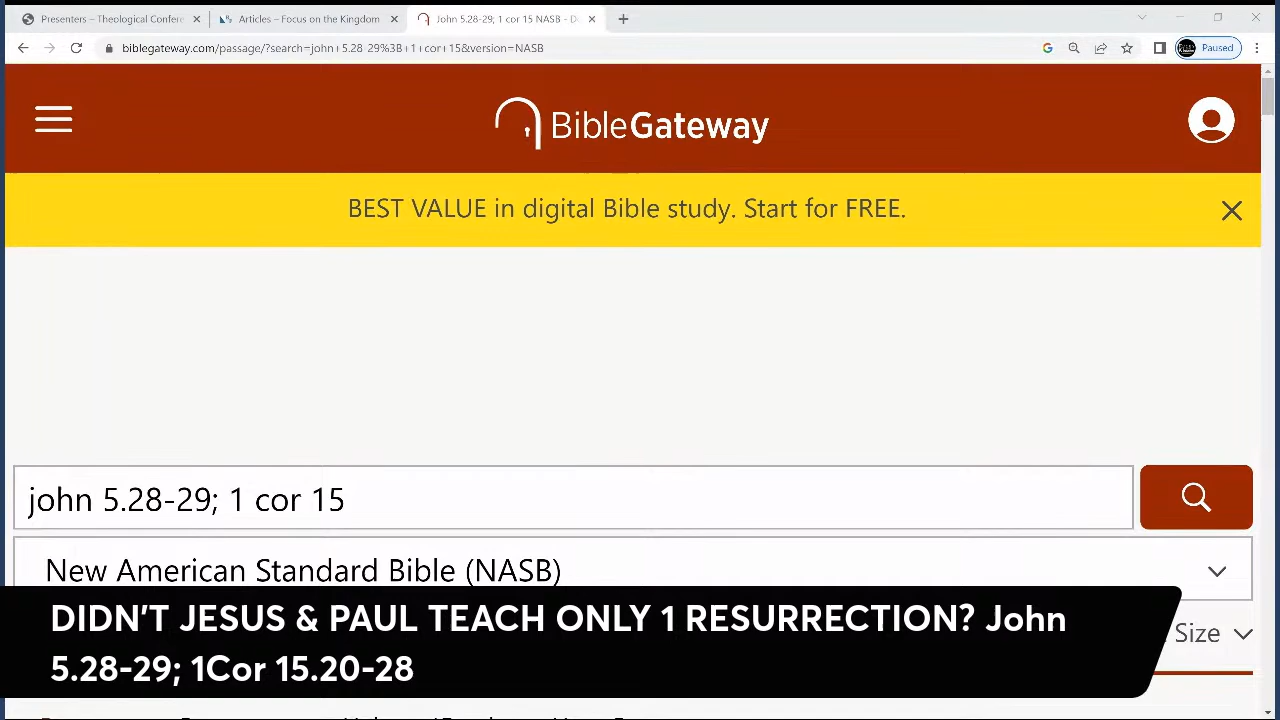 Presenters – Theological Confere
Articles – Focus on the Kingdom
John 5.28-29; 1 cor 15 NASB - D
biblegateway.com/passage/?search=john+5.28-29%3B+1+cor+15&version=NASB
Paused
BibleGateway
BEST VALUE in digital Bible study. Start for FREE.
john 5.28-29; 1 cor 15
New American Standard Bible (NASB)
Size
DIDN'T JESUS & PAUL TEACH ONLY 1 RESURRECTION? John
5.28-29; 1Cor 15.20-28